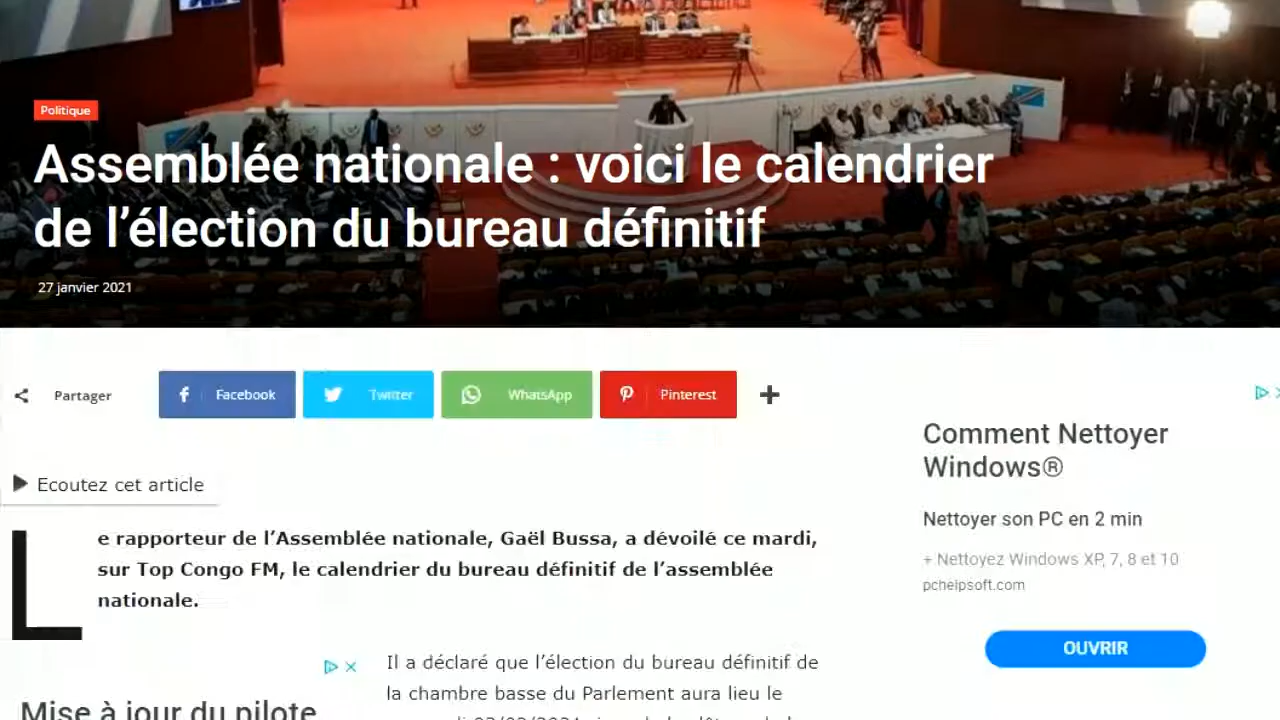 Politique
Assemblée nationale : voici le calendrier
de l’élection du bureau définitif
27 janvier 2021
Partager
Facebook
Twitter
WhatsApp
Pinterest
Ecoutez cet article
Le rapporteur de l’Assemblée nationale, Gaël Bussa, a dévoilé ce mardi,
sur Top Congo FM, le calendrier du bureau définitif de l’assemblée
nationale.
Il a déclaré que l’élection du bureau définitif de
la chambre basse du Parlement aura lieu le
Mise à jour du pilote
Comment Nettoyer
Windows®
Nettoyer son PC en 2 min
+ Nettoyez Windows XP, 7, 8 et 10
pchelpsoft.com
OUVRIR